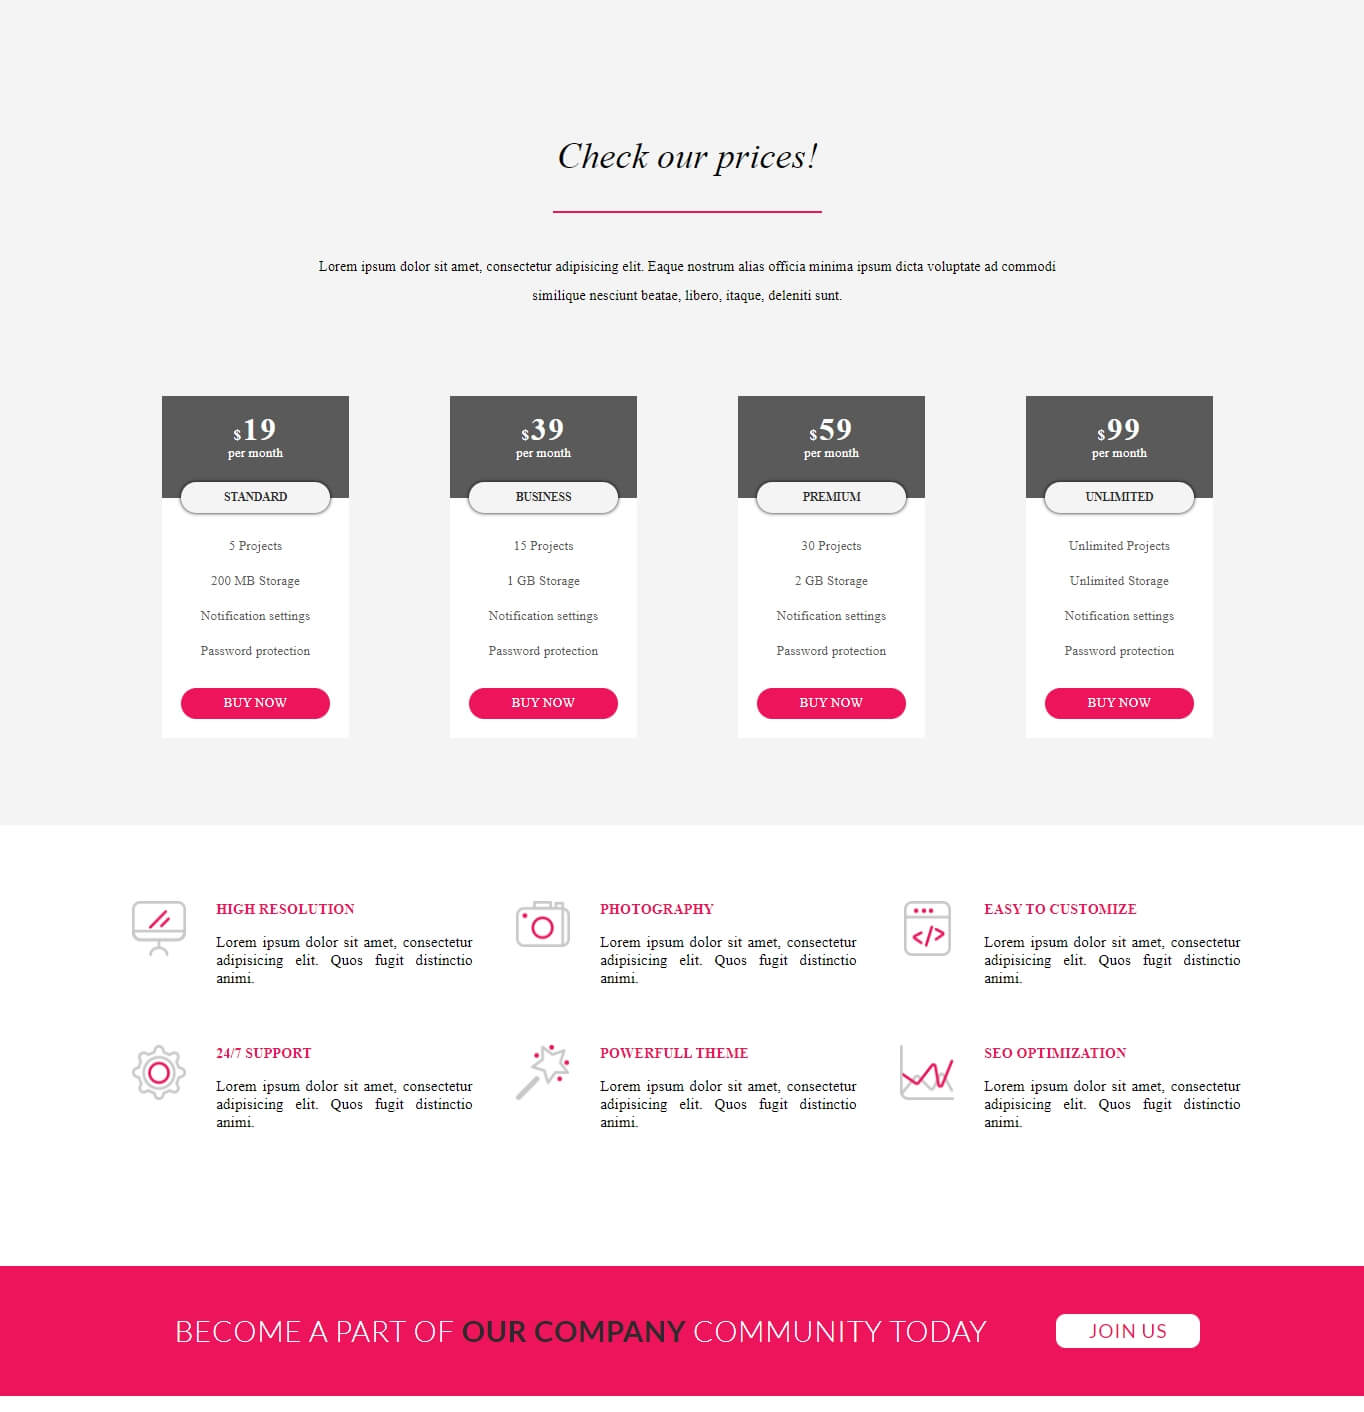 Check our prices!
Lorem ipsum dolor sit amet, consectetur adipisicing elit. Eaque nostrum alias officia minima ipsum dicta voluptate ad commodi
similique nesciunt beatae, libero, itaque, deleniti sunt.
$19
per month
STANDARD
5 Projects
200 MB Storage
Notification settings
Password protection
BUY NOW
$39
per month
BUSINESS
15 Projects
1 GB Storage
Notification settings
Password protection
BUY NOW
$59
per month
PREMIUM
30 Projects
2 GB Storage
Notification settings
Password protection
BUY NOW
$99
per month
UNLIMITED
Unlimited Projects
Unlimited Storage
Notification settings
Password protection
BUY NOW
HIGH RESOLUTION
Lorem ipsum dolor sit amet, consectetur
adipisicing elit. Quos fugit distinctio
animi.
PHOTOGRAPHY
Lorem ipsum dolor sit amet, consectetur
adipisicing elit. Quos fugit distinctio
animi.
EASY TO CUSTOMIZE
Lorem ipsum dolor sit amet, consectetur
adipisicing elit. Quos fugit distinctio
animi.
24/7 SUPPORT
Lorem ipsum dolor sit amet, consectetur
adipisicing elit. Quos fugit distinctio
animi.
POWERFULL THEME
Lorem ipsum dolor sit amet, consectetur
adipisicing elit. Quos fugit distinctio
animi.
SEO OPTIMIZATION
Lorem ipsum dolor sit amet, consectetur
adipisicing elit. Quos fugit distinctio
animi.
BECOME A PART OF OUR COMPANY COMMUNITY TODAY
JOIN US